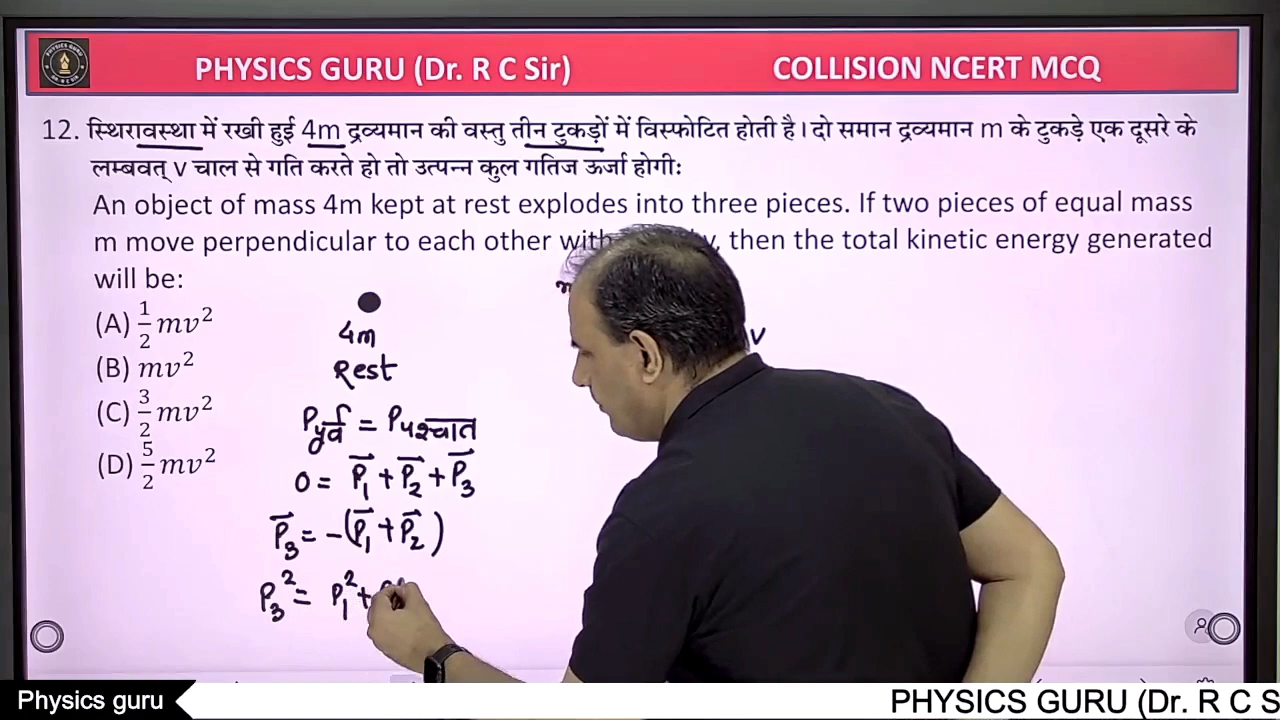 PHYSICS GURU (Dr. R C Sir)
COLLISION NCERT MCQ
12. स्थिरावस्था में रखी हुई 4m द्रव्यमान की वस्तु तीन टुकड़ों में विस्फोटित होती है। दो समान द्रव्यमान m के टुकड़े एक दूसरे के
लम्बवत् v चाल से गति करते हो तो उत्पन्न कुल गतिज ऊर्जा होगीः
An object of mass 4m kept at rest explodes into three pieces. If two pieces of equal mass
m move perpendicular to each other v, then the total kinetic energy generated
will be:
(A) 1/2 mv²
(B) mv²
(C) 3/2 mv²
(D) 5/2 mv²
4m
Rest
v
Pपूर्व = Pपश्चात
0 = P₁ + P₂ + P₃
P₃ = -(P₁ + P₂)
P₃² = P₁² +
Physics guru
PHYSICS GURU (Dr. R C S